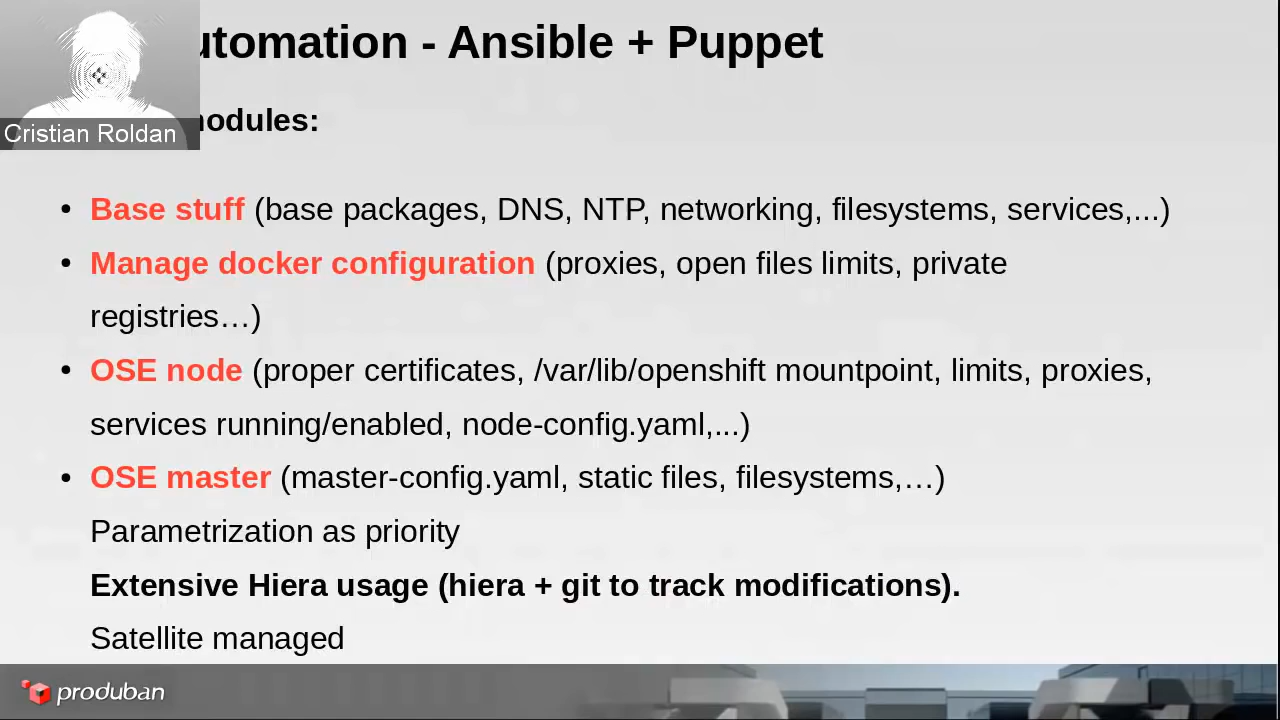 utomation - Ansible + Puppet
Cristian Roldan
odules:
• Base stuff (base packages, DNS, NTP, networking, filesystems, services,...)
• Manage docker configuration (proxies, open files limits, private
registries…)
• OSE node (proper certificates, /var/lib/openshift mountpoint, limits, proxies,
services running/enabled, node-config.yaml,...)
• OSE master (master-config.yaml, static files, filesystems,…)
Parametrization as priority
Extensive Hiera usage (hiera + git to track modifications).
Satellite managed
produban